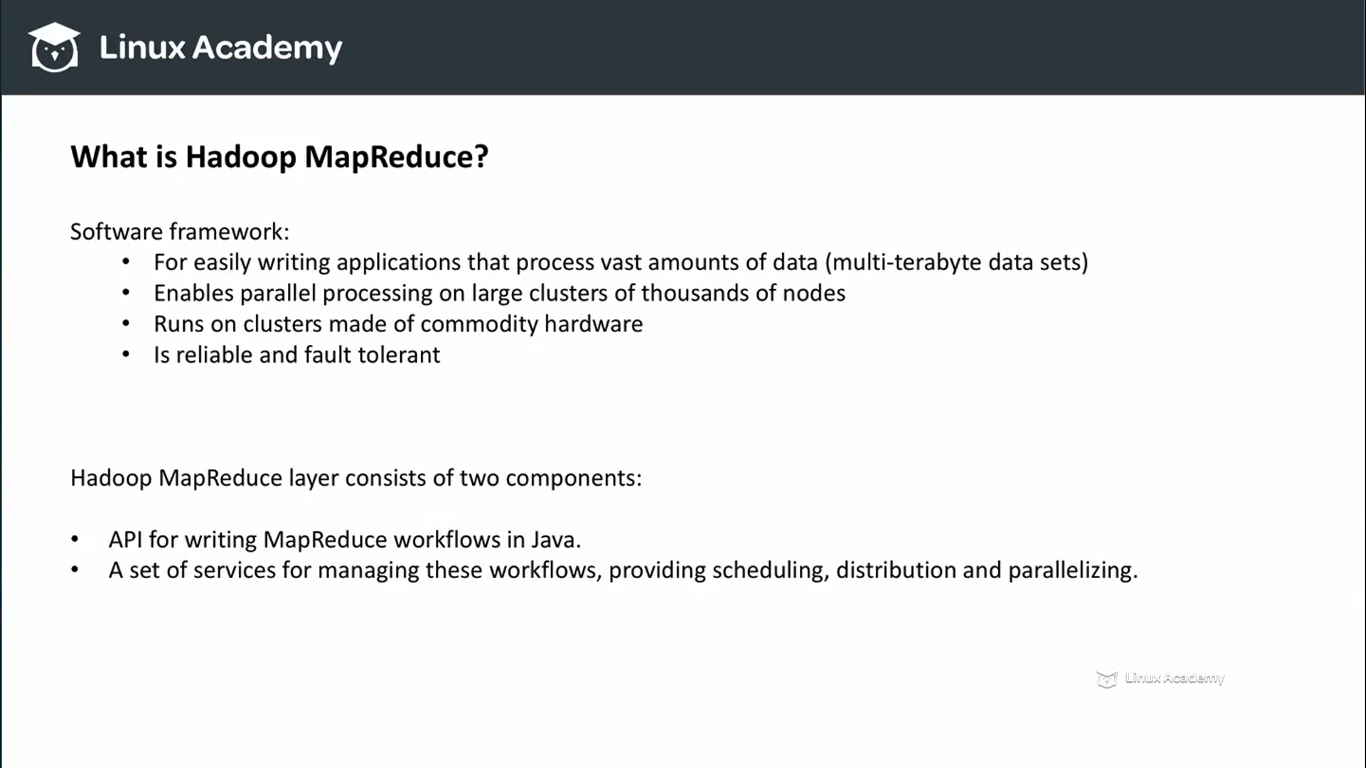 Linux Academy
What is Hadoop MapReduce?
Software framework:
• For easily writing applications that process vast amounts of data (multi-terabyte data sets)
• Enables parallel processing on large clusters of thousands of nodes
• Runs on clusters made of commodity hardware
• Is reliable and fault tolerant
Hadoop MapReduce layer consists of two components:
• API for writing MapReduce workflows in Java.
• A set of services for managing these workflows, providing scheduling, distribution and parallelizing.
Linux Academy